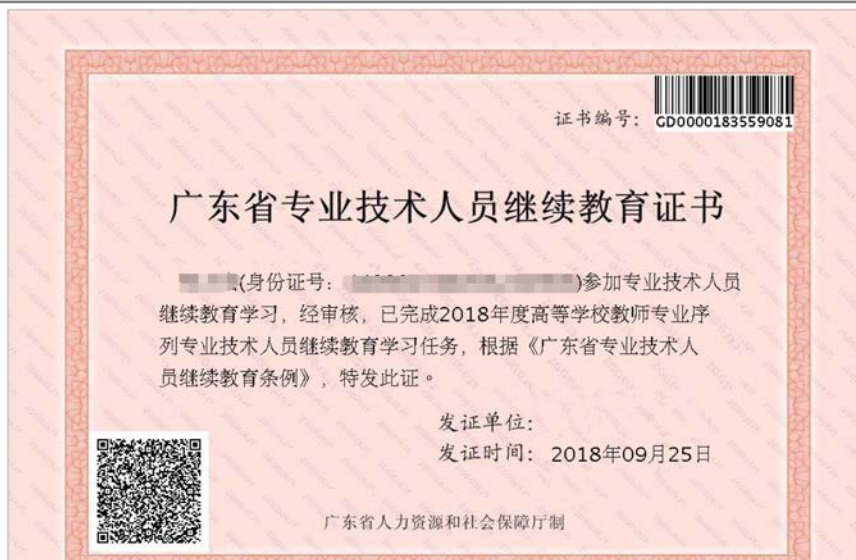 证书编号:
GD0000183559081
广东省专业技术人员继续教育证书
(身份证号: )参加专业技术人员
继续教育学习, 经审核, 已完成2018年度高等学校教师专业序
列专业技术人员继续教育学习任务, 根据《广东省专业技术人
员继续教育条例》, 特发此证。
发证单位:
发证时间: 2018年09月25日
广东省人力资源和社会保障厅制